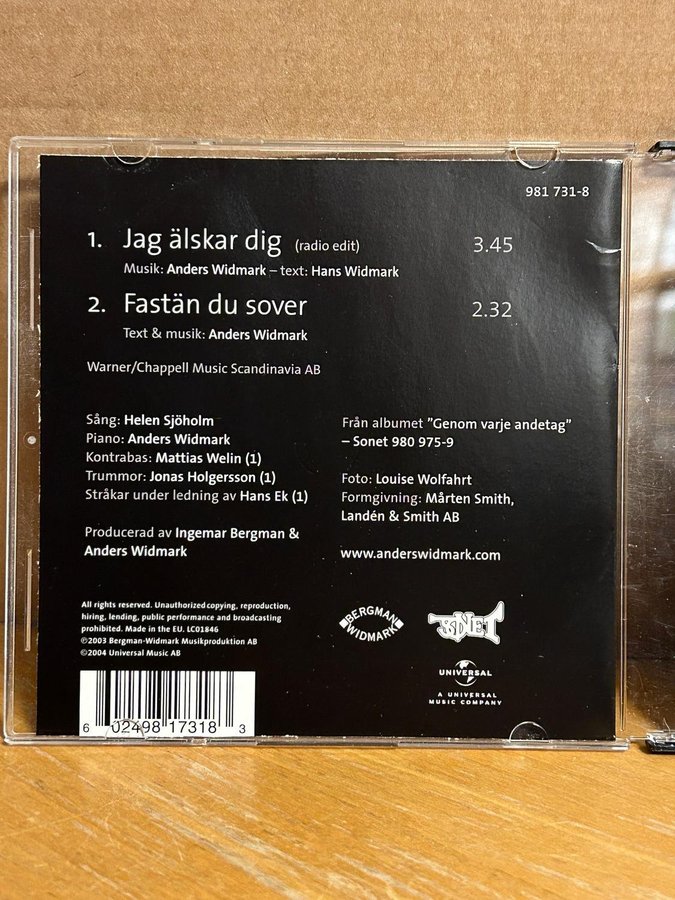 981 731-8
1. Jag älskar dig (radio edit) 3.45
Musik: Anders Widmark – text: Hans Widmark
2. Fastän du sover 2.32
Text & musik: Anders Widmark
Warner/Chappell Music Scandinavia AB
Sång: Helen Sjöholm
Piano: Anders Widmark
Kontrabas: Mattias Welin (1)
Trummor: Jonas Holgersson (1)
Stråkar under ledning av Hans Ek (1)
Producerad av Ingemar Bergman &
Anders Widmark
Från albumet ”Genom varje andetag”
– Sonet 980 975-9
Foto: Louise Wolfahrt
Formgivning: Mårten Smith,
Landén & Smith AB
www.anderswidmark.com
All rights reserved. Unauthorized copying, reproduction,
hiring, lending, public performance and broadcasting
prohibited. Made in the EU. LC01846
℗2003 Bergman-Widmark Musikproduktion AB
©2004 Universal Music AB
BERGMAN
WIDMARK
SONET
UNIVERSAL
A UNIVERSAL
MUSIC COMPANY
6 02498 17318 3